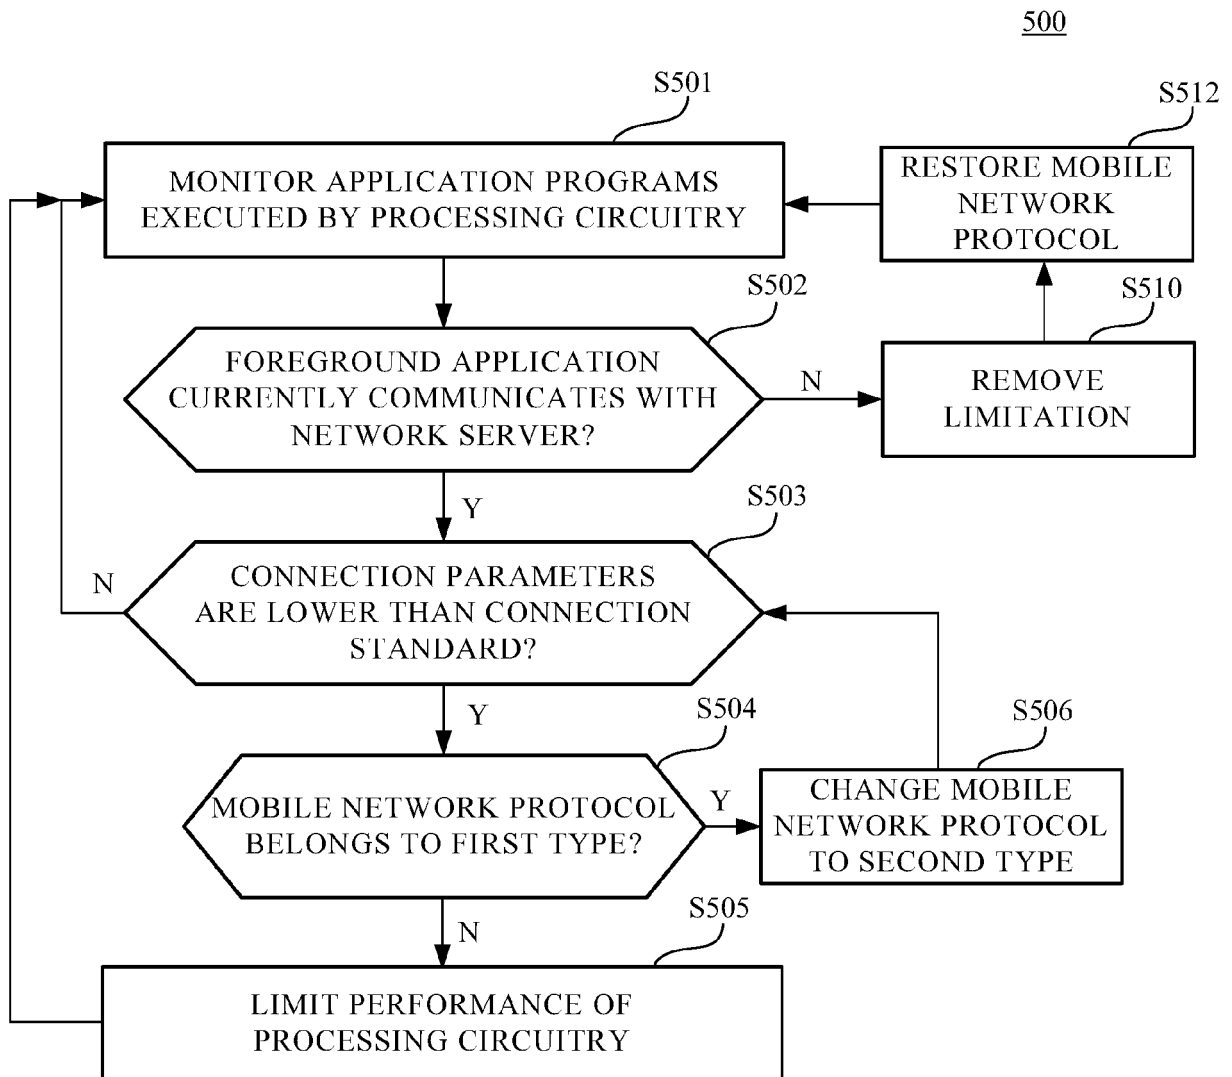 500
S501
MONITOR APPLICATION PROGRAMS
EXECUTED BY PROCESSING CIRCUITRY
S512
RESTORE MOBILE
NETWORK
PROTOCOL
S502
FOREGROUND APPLICATION
CURRENTLY COMMUNICATES WITH
NETWORK SERVER?
N
S510
REMOVE
LIMITATION
Y
S503
CONNECTION PARAMETERS
ARE LOWER THAN CONNECTION
STANDARD?
N
Y
S504
MOBILE NETWORK PROTOCOL
BELONGS TO FIRST TYPE?
Y
S506
CHANGE MOBILE
NETWORK PROTOCOL
TO SECOND TYPE
N
S505
LIMIT PERFORMANCE OF
PROCESSING CIRCUITRY